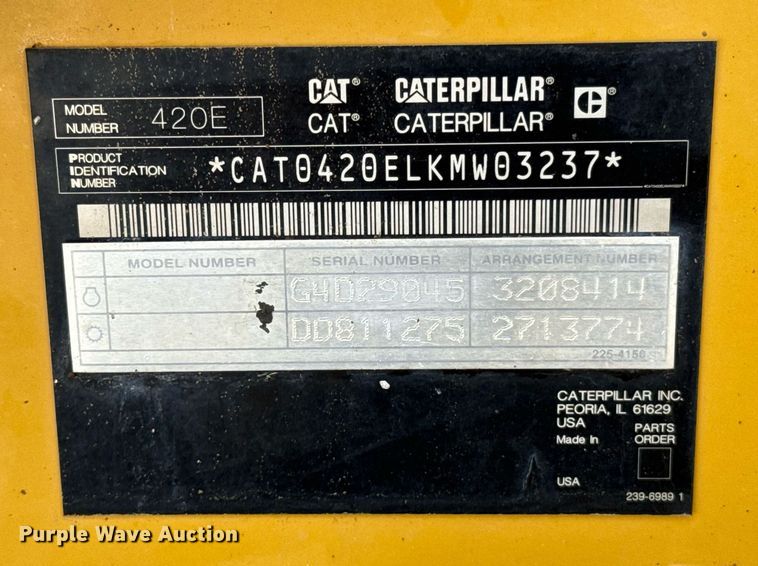 CAT® CATERPILLAR®
MODEL NUMBER 420E
CAT® CATERPILLAR®
PRODUCT IDENTIFICATION NUMBER *CAT0420ELKMW03237*
MODEL NUMBER SERIAL NUMBER ARRANGEMENT NUMBER
G4D29045 3208414
DD811275 2713774
225-4150
CATERPILLAR INC.
PEORIA, IL 61629
USA PARTS
Made In ORDER
USA
239-6989 1
Purple Wave Auction